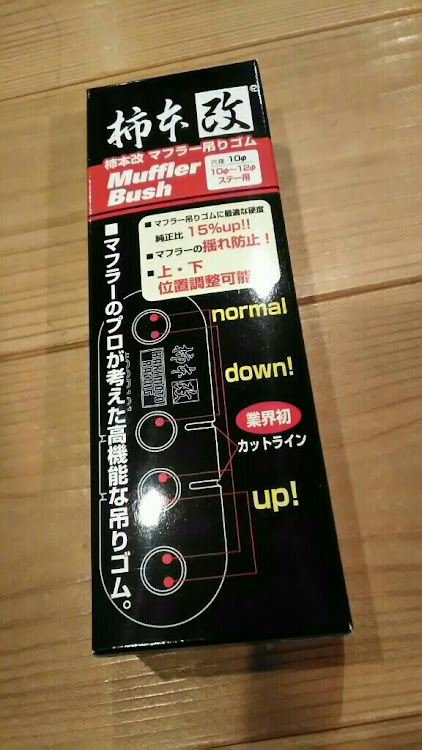 柿本改®
柿本改 マフラー吊りゴム
Muffler
Bush
穴径 10φ
10φ〜12φ
ステー用
■ マフラー吊りゴムに最適な硬度
純正比 15%up!!
■ マフラーの揺れ防止！
■ 上・下
位置調整可能
■マフラーのプロが考えた高機能な吊りゴム。
normal
down!
業界初
カットライン
up!
柿本改
KAKIMOTO
RACING